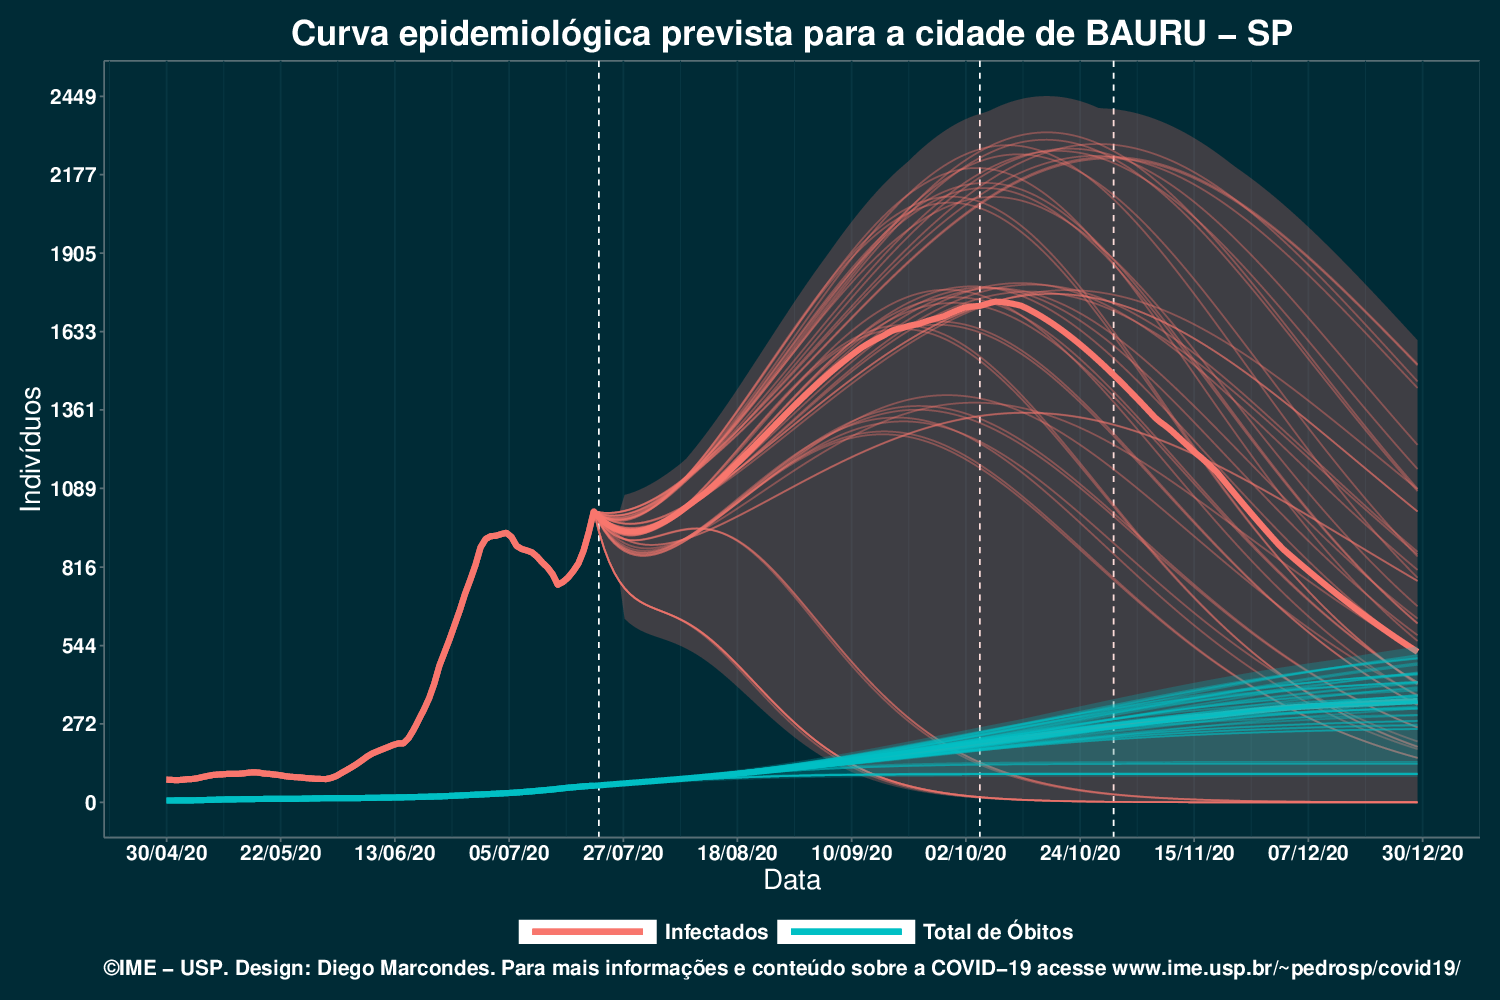 Curva epidemiológica prevista para a cidade de BAURU – SP
Indivíduos
2449
2177
1905
1633
1361
1089
816
544
272
0
30/04/20 22/05/20 13/06/20 05/07/20 27/07/20 18/08/20 10/09/20 02/10/20 24/10/20 15/11/20 07/12/20 30/12/20
Data
Infectados Total de Óbitos
©IME – USP. Design: Diego Marcondes. Para mais informações e conteúdo sobre a COVID–19 acesse www.ime.usp.br/~pedrosp/covid19/